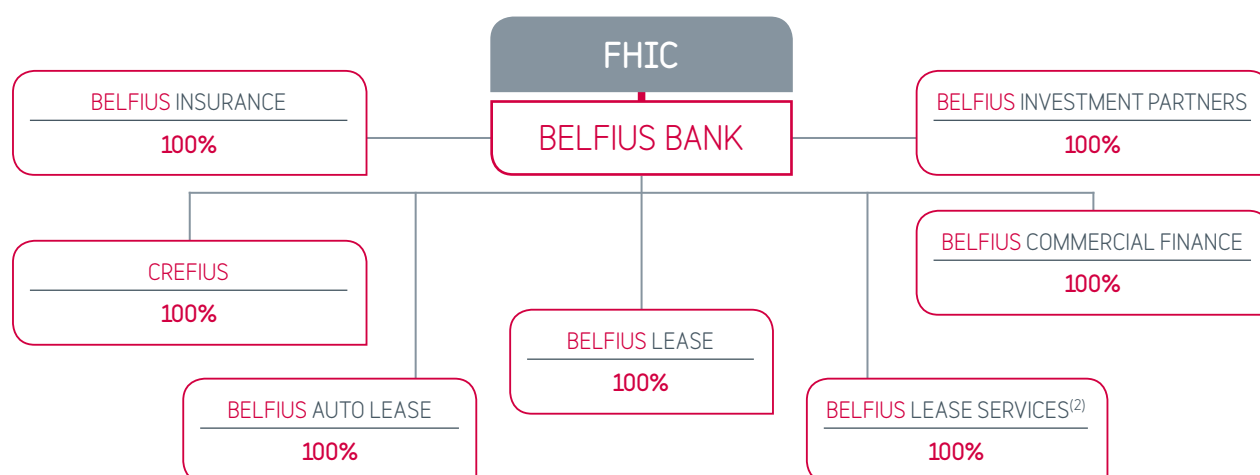 FHIC
BELFIUS BANK
BELFIUS INSURANCE
100%
BELFIUS INVESTMENT PARTNERS
100%
CREFIUS
100%
BELFIUS COMMERCIAL FINANCE
100%
BELFIUS LEASE
100%
BELFIUS AUTO LEASE
100%
BELFIUS LEASE SERVICES(2)
100%